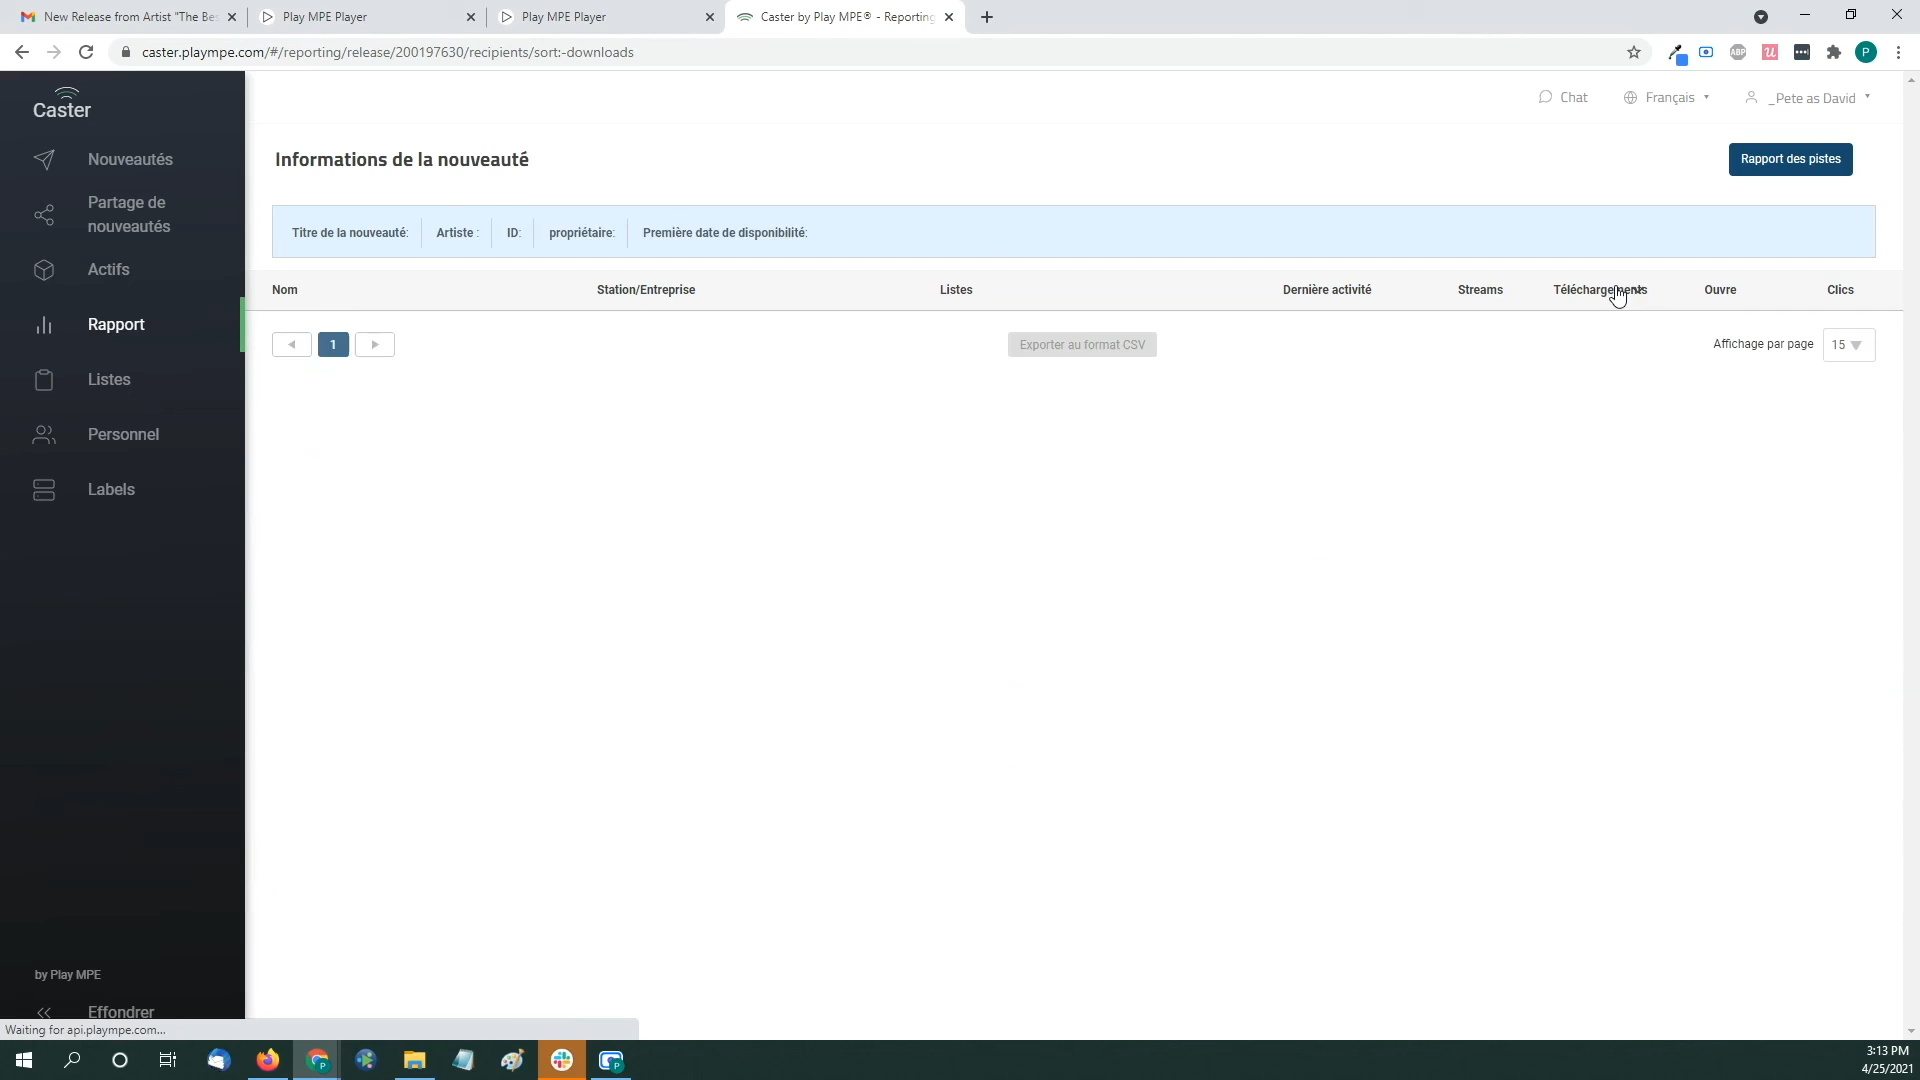 New Release from Artist "The Bes
Play MPE Player
Play MPE Player
Caster by Play MPE® - Reporting
caster.plaympe.com/#/reporting/release/200197630/recipients/sort:-downloads
ABP
P
Caster
Chat
Français
_Pete as David
Nouveautés
Partage de
nouveautés
Actifs
Rapport
Listes
Personnel
Labels
Informations de la nouveauté
Rapport des pistes
Titre de la nouveauté:
Artiste :
ID:
propriétaire:
Première date de disponibilité:
Nom
Station/Entreprise
Listes
Dernière activité
Streams
Téléchargements
Ouvre
Clics
1
Exporter au format CSV
Affichage par page
15
by Play MPE
Effondrer
Waiting for api.plaympe.com...
3:13 PM
4/25/2021